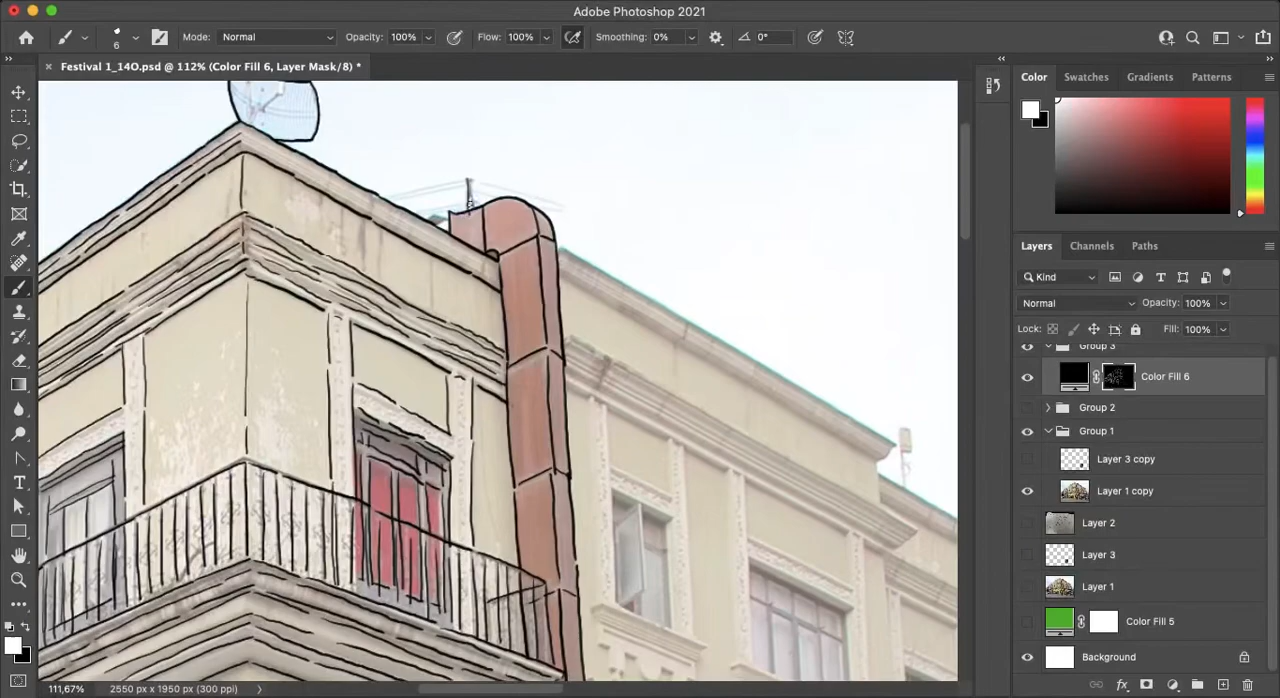 Adobe Photoshop 2021
6
Mode: Normal Opacity: 100% Flow: 100% Smoothing: 0% 0°
Festival 1_14O.psd @ 112% (Color Fill 6, Layer Mask/8) *
Color Swatches Gradients Patterns
Layers Channels Paths
Kind
Normal Opacity: 100%
Lock: Fill: 100%
Group 3
Color Fill 6
Group 2
Group 1
Layer 3 copy
Layer 1 copy
Layer 2
Layer 3
Layer 1
Color Fill 5
Background
111,67% 2550 px x 1950 px (300 ppi)